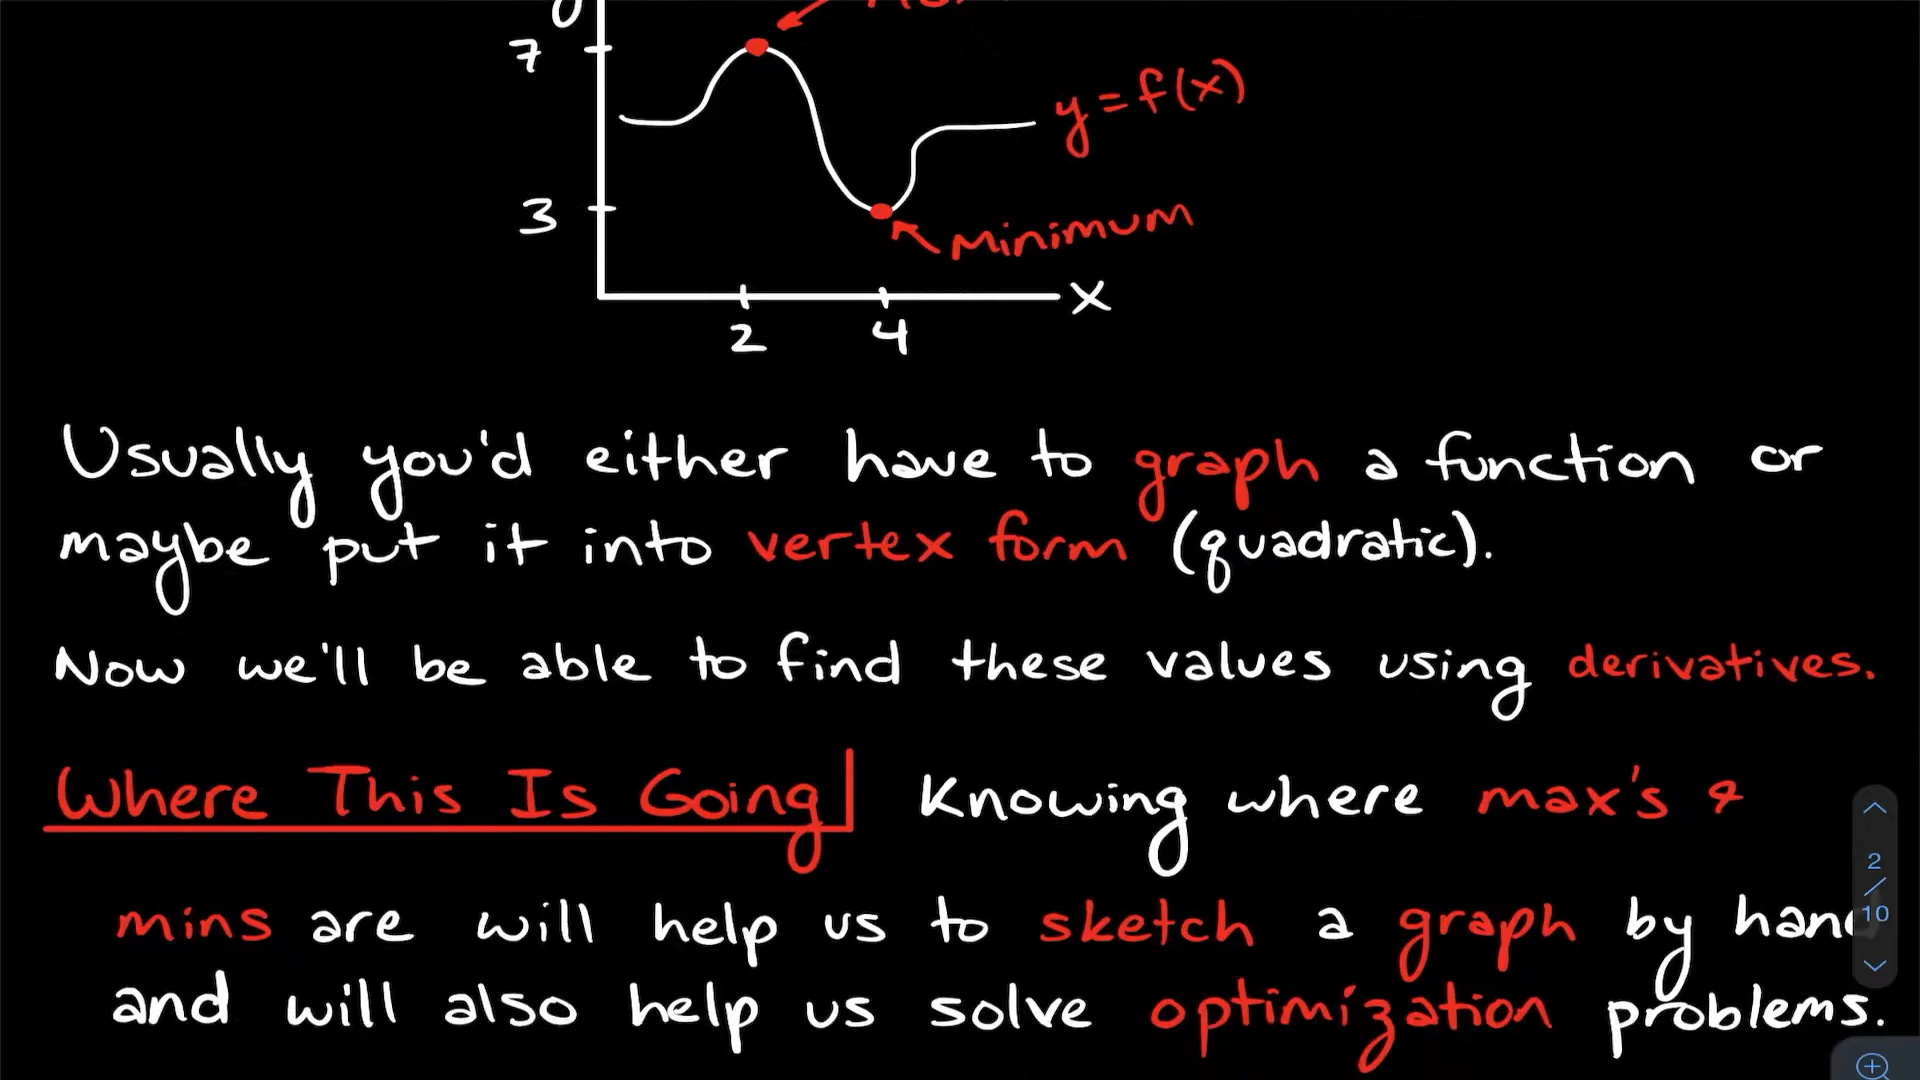 7
y=f(x)
3
Minimum
x
2 4
Usually you'd either have to graph a function or
maybe put it into vertex form (quadratic).
Now we'll be able to find these values using derivatives.
Where This Is Going Knowing where max's &
mins are will help us to sketch a graph by hand
and will also help us solve optimization problems.
2
/
10